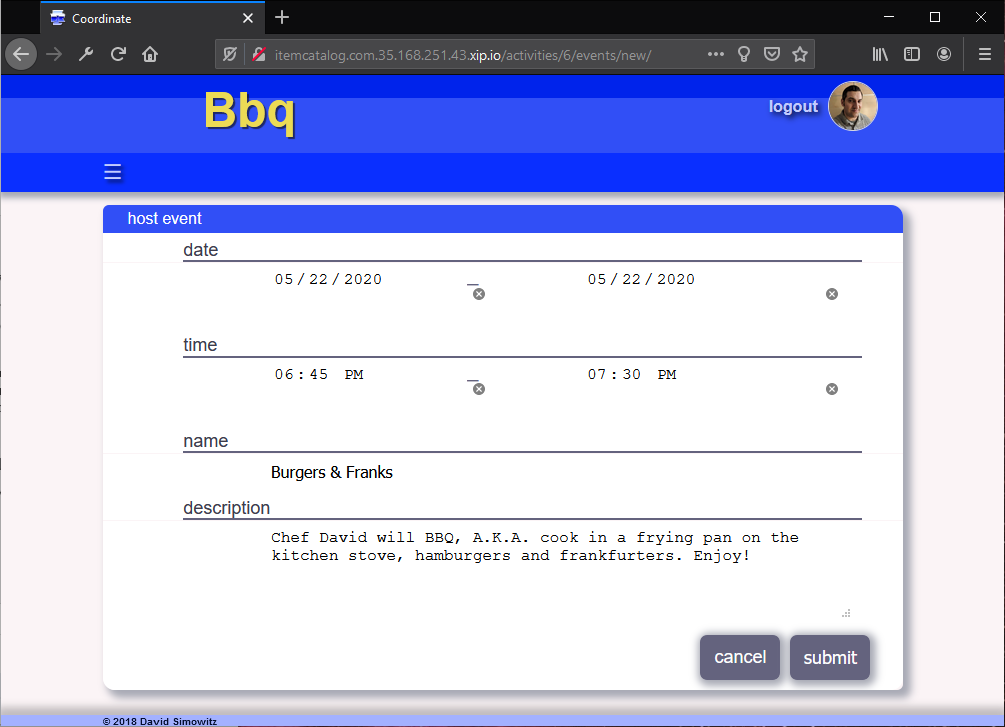 Coordinate
itemcatalog.com.35.168.251.43.xip.io/activities/6/events/new/
Bbq
logout
host event
date
05/22/2020 – 05/22/2020
time
06:45 PM – 07:30 PM
name
Burgers & Franks
description
Chef David will BBQ, A.K.A. cook in a frying pan on the
kitchen stove, hamburgers and frankfurters. Enjoy!
cancel submit
© 2018 David Simowitz